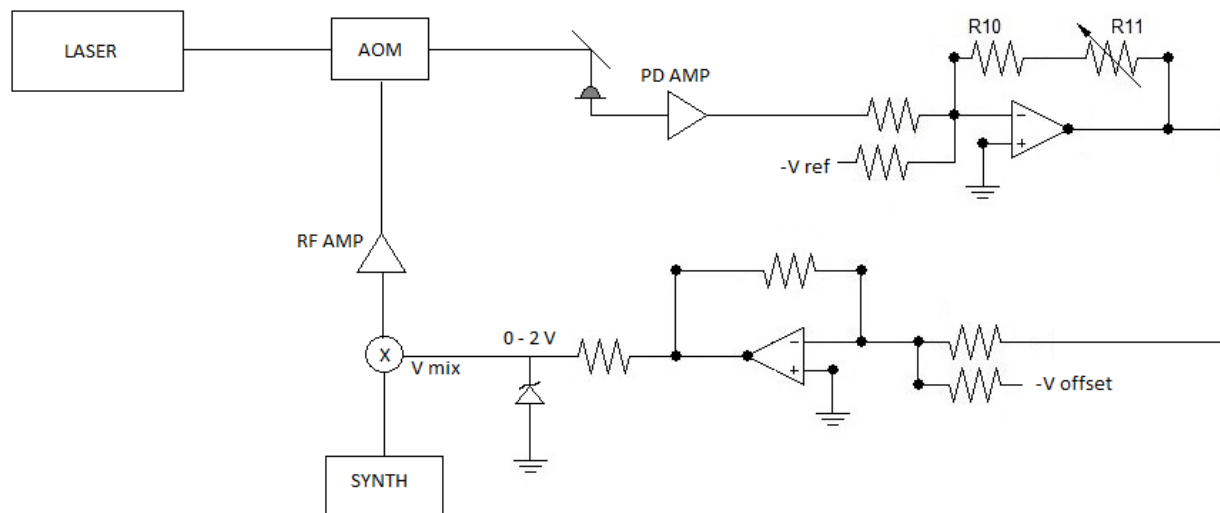 LASER
AOM
PD AMP
R10
R11
-V ref
RF AMP
0 - 2 V
X
V mix
-V offset
SYNTH